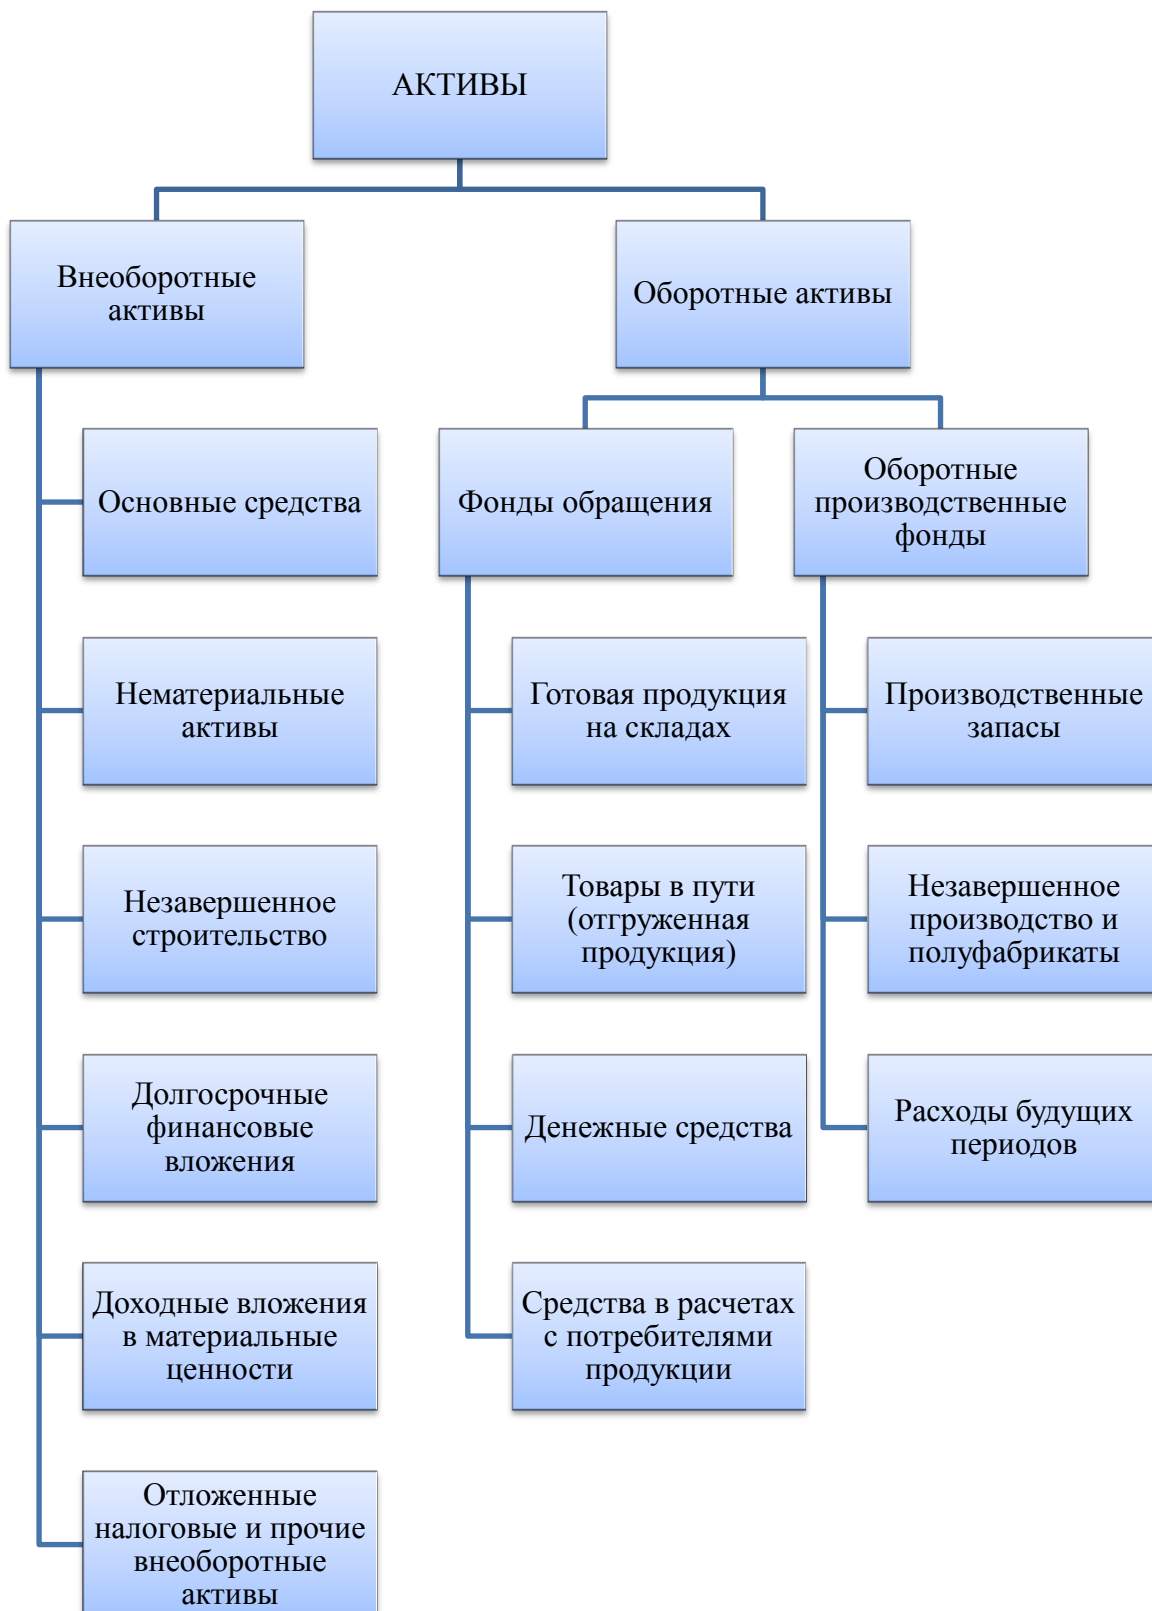 АКТИВЫ
Внеоборотные
активы
Оборотные активы
Основные средства
Фонды обращения
Оборотные
производственные
фонды
Нематериальные
активы
Готовая продукция
на складах
Производственные
запасы
Незавершенное
строительство
Товары в пути
(отгруженная
продукция)
Незавершенное
производство и
полуфабрикаты
Долгосрочные
финансовые
вложения
Денежные средства
Расходы будущих
периодов
Доходные вложения
в материальные
ценности
Средства в расчетах
с потребителями
продукции
Отложенные
налоговые и прочие
внеоборотные
активы